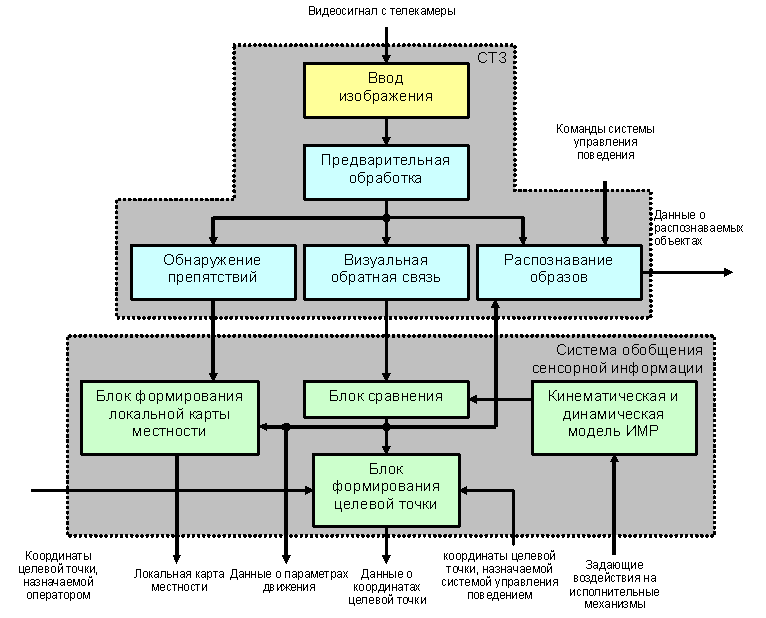 Видеосигнал с телекамеры
СТЗ
Ввод
изображения
Предварительная
обработка
Команды системы
управления
поведения
Данные о
распознаваемых
объектах
Обнаружение
препятствий
Визуальная
обратная связь
Распознавание
образов
Система обобщения
сенсорной информации
Блок формирования
локальной карты
местности
Блок сравнения
Кинематическая и
динамическая
модель ИМР
Блок
формирования
целевой точки
Координаты
целевой точки,
назначаемой
оператором
Локальная карта
местности
Данные о параметрах
движения
Данные о
координатах
целевой точки
координаты целевой
точки, назначаемой
системой управления
поведением
Задающие
воздействия на
исполнительные
механизмы